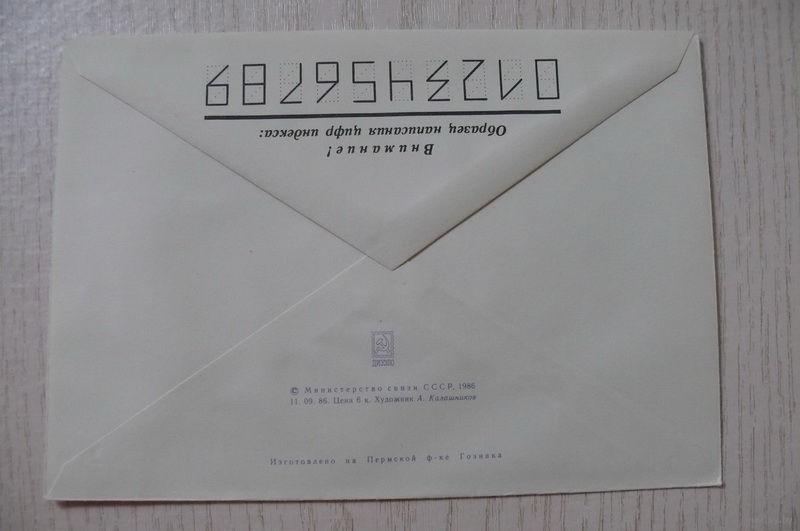 Внимание!
Образец написания цифр индекса:
0123456789
© Министерство связи СССР, 1986
11. 09. 86. Цена 6 к. Художник А. Калашников
Изготовлено на Пермской ф-ке Гознака